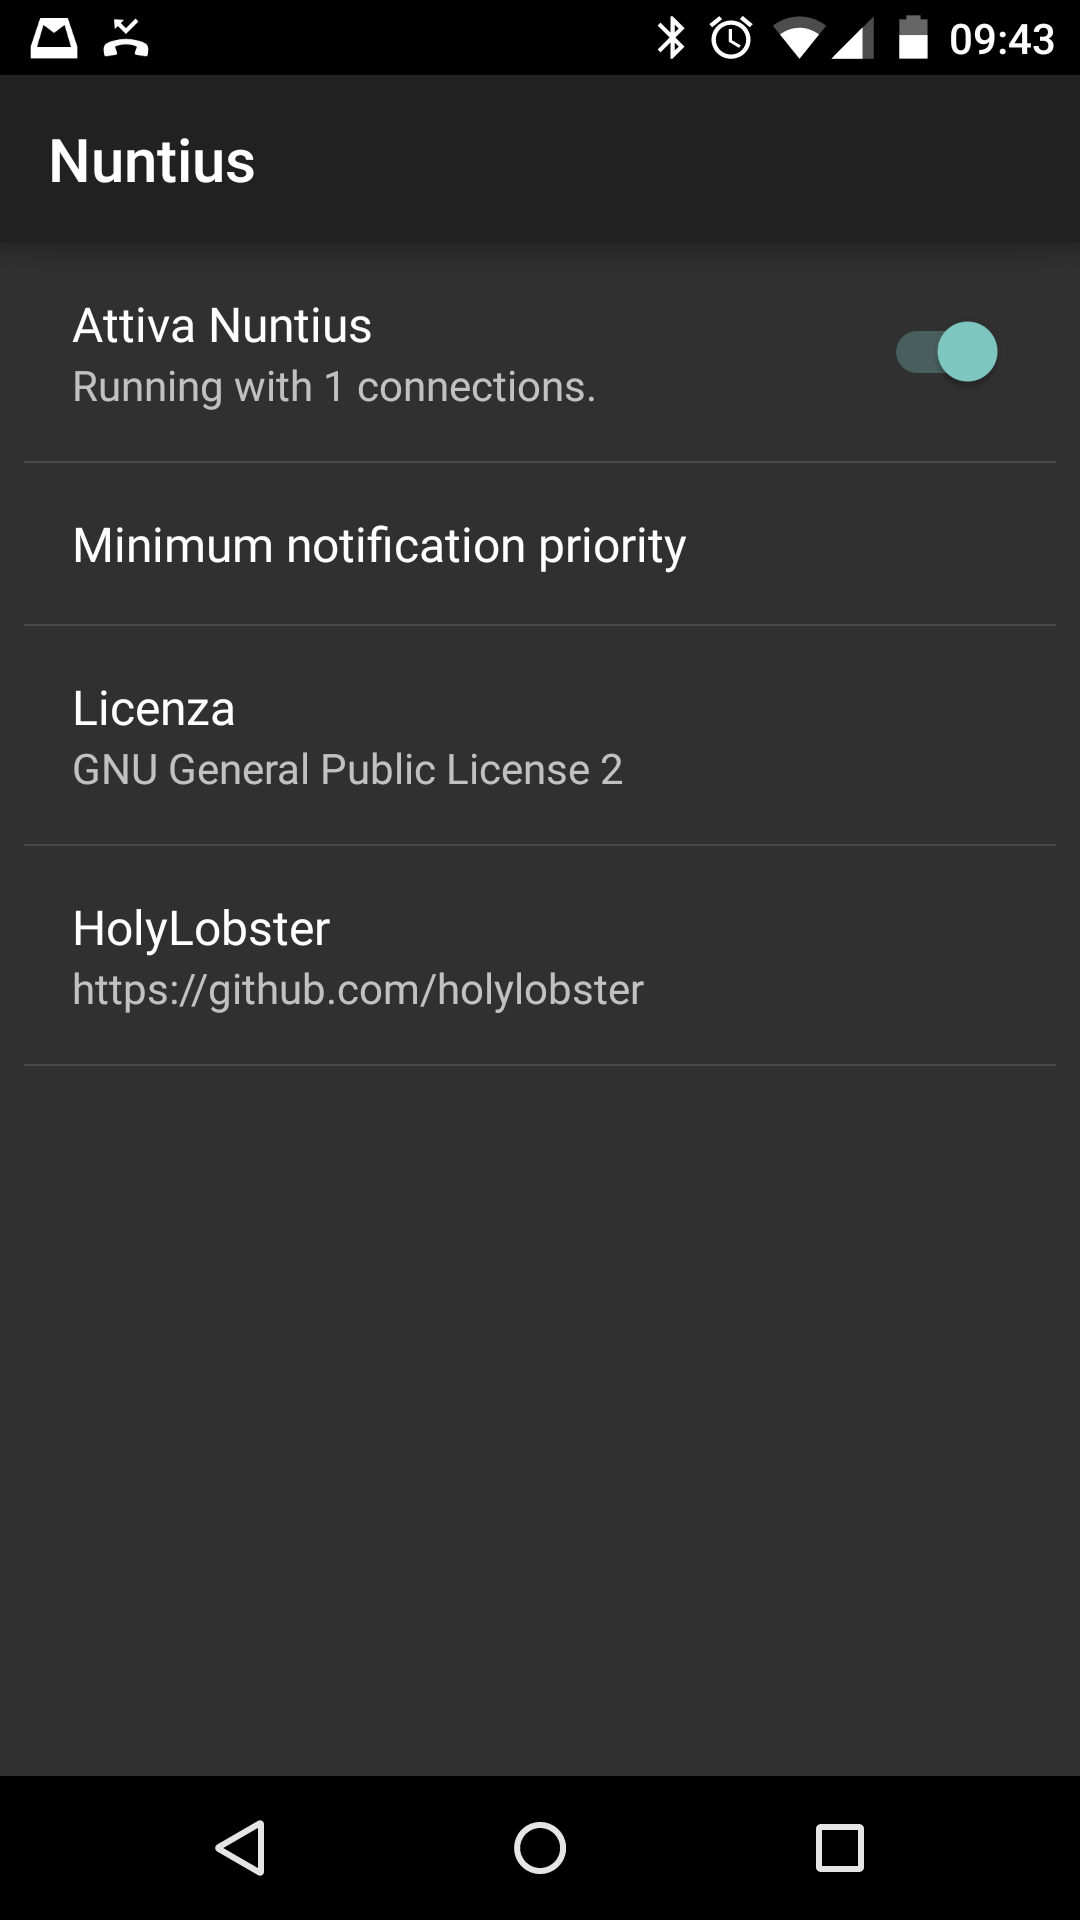 09:43
Nuntius
Attiva Nuntius
Running with 1 connections.
Minimum notification priority
Licenza
GNU General Public License 2
HolyLobster
https://github.com/holylobster